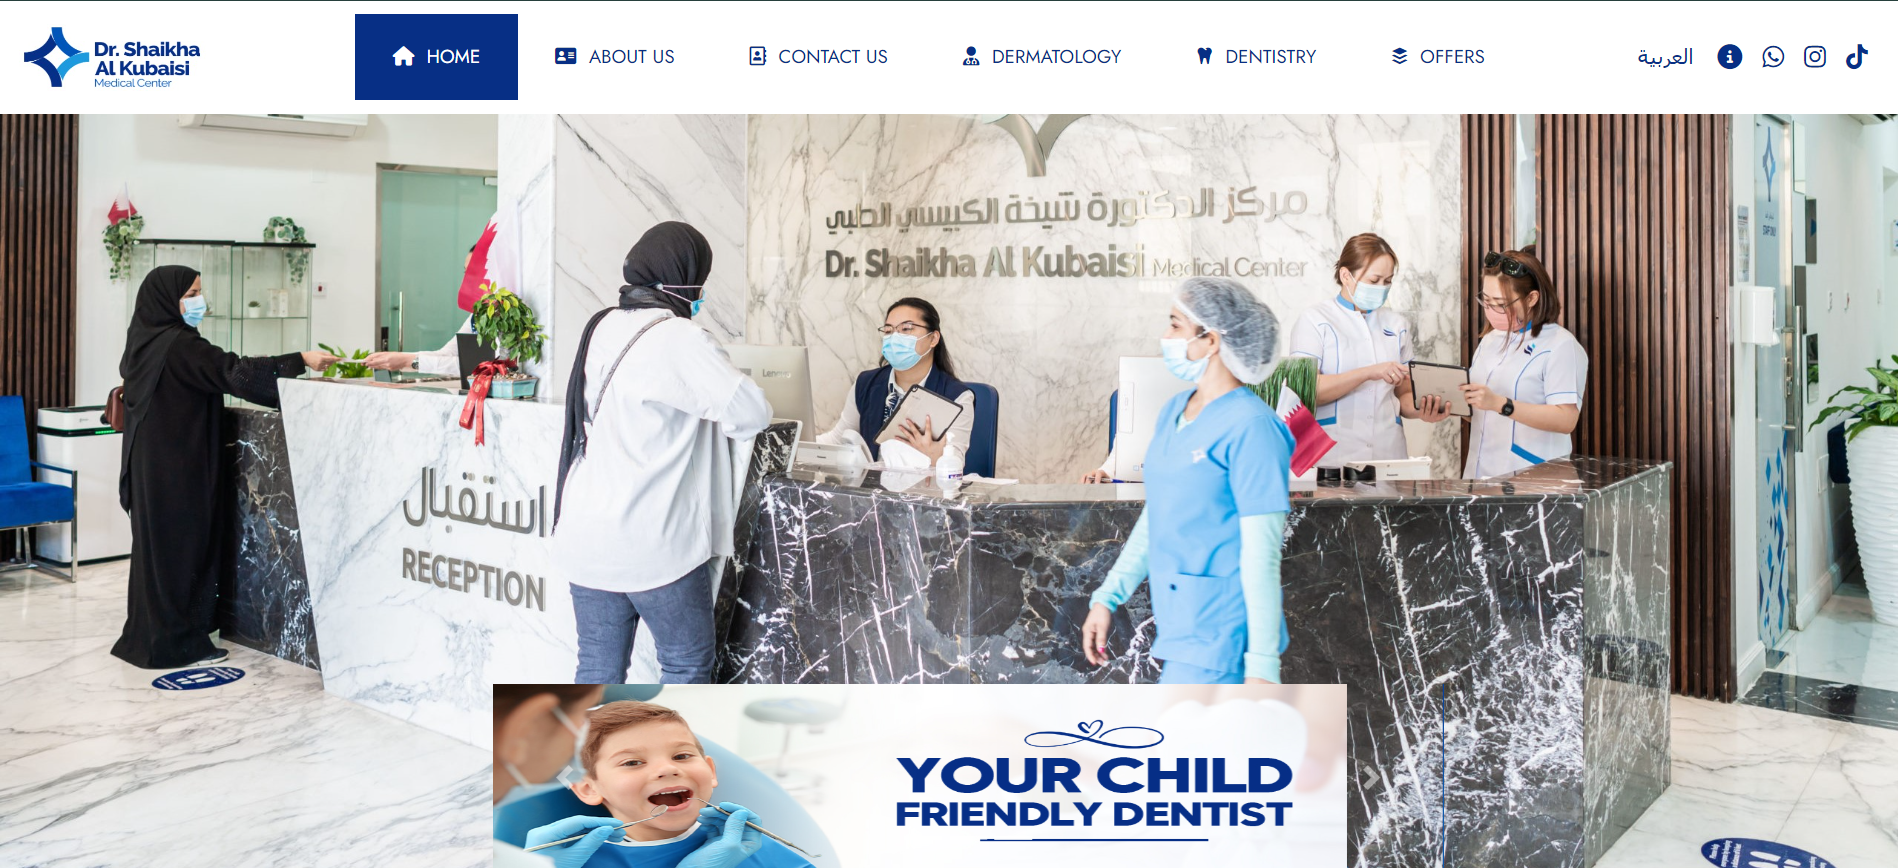 Dr. Shaikha
Al Kubaisi
Medical Center
HOME
ABOUT US
CONTACT US
DERMATOLOGY
DENTISTRY
OFFERS
العربية
مركز الدكتورة شيخة الكبيسي الطبي
Dr. Shaikha Al Kubaisi Medical Center
Lenovo
استقبال
RECEPTION
YOUR CHILD
FRIENDLY DENTIST